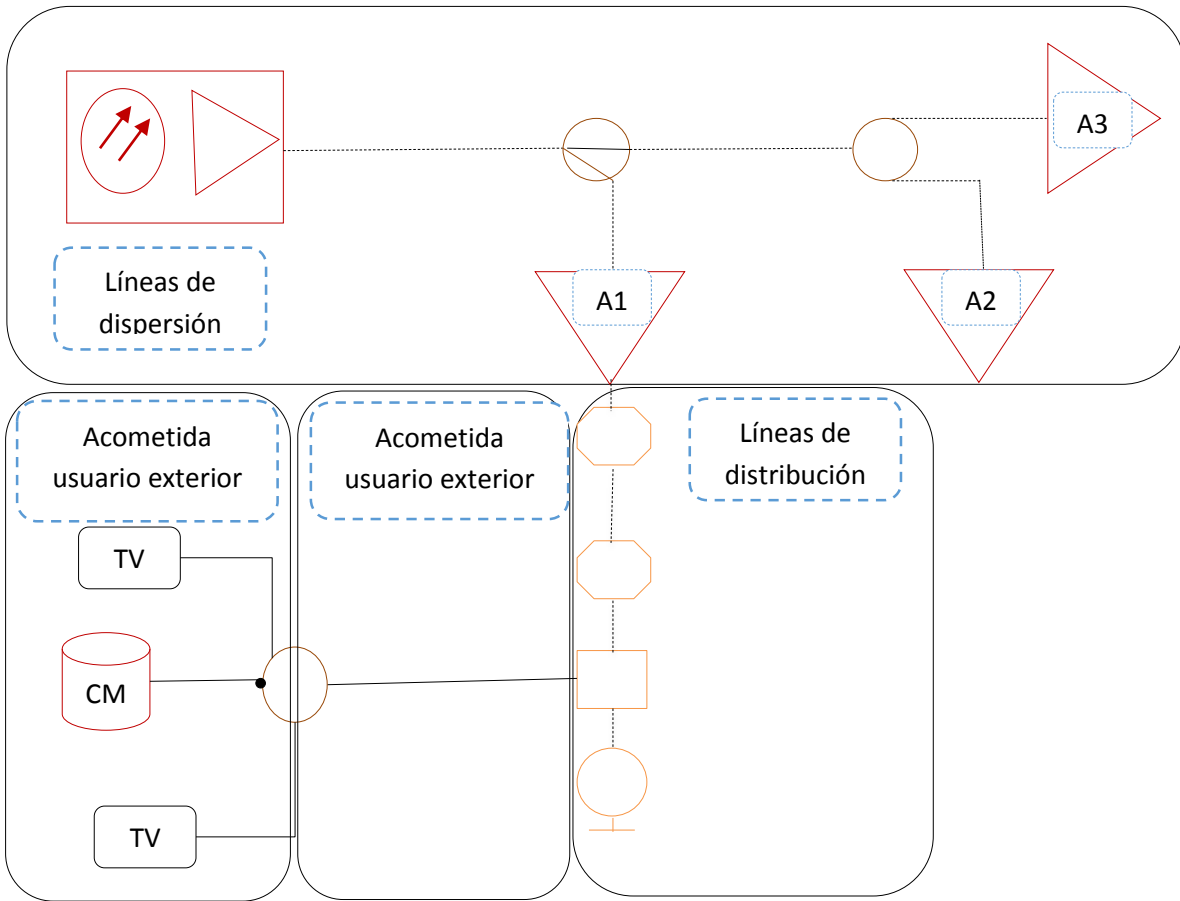 A3
A1
A2
Líneas de
dispersión
Acometida
usuario exterior
Acometida
usuario exterior
Líneas de
distribución
TV
CM
TV